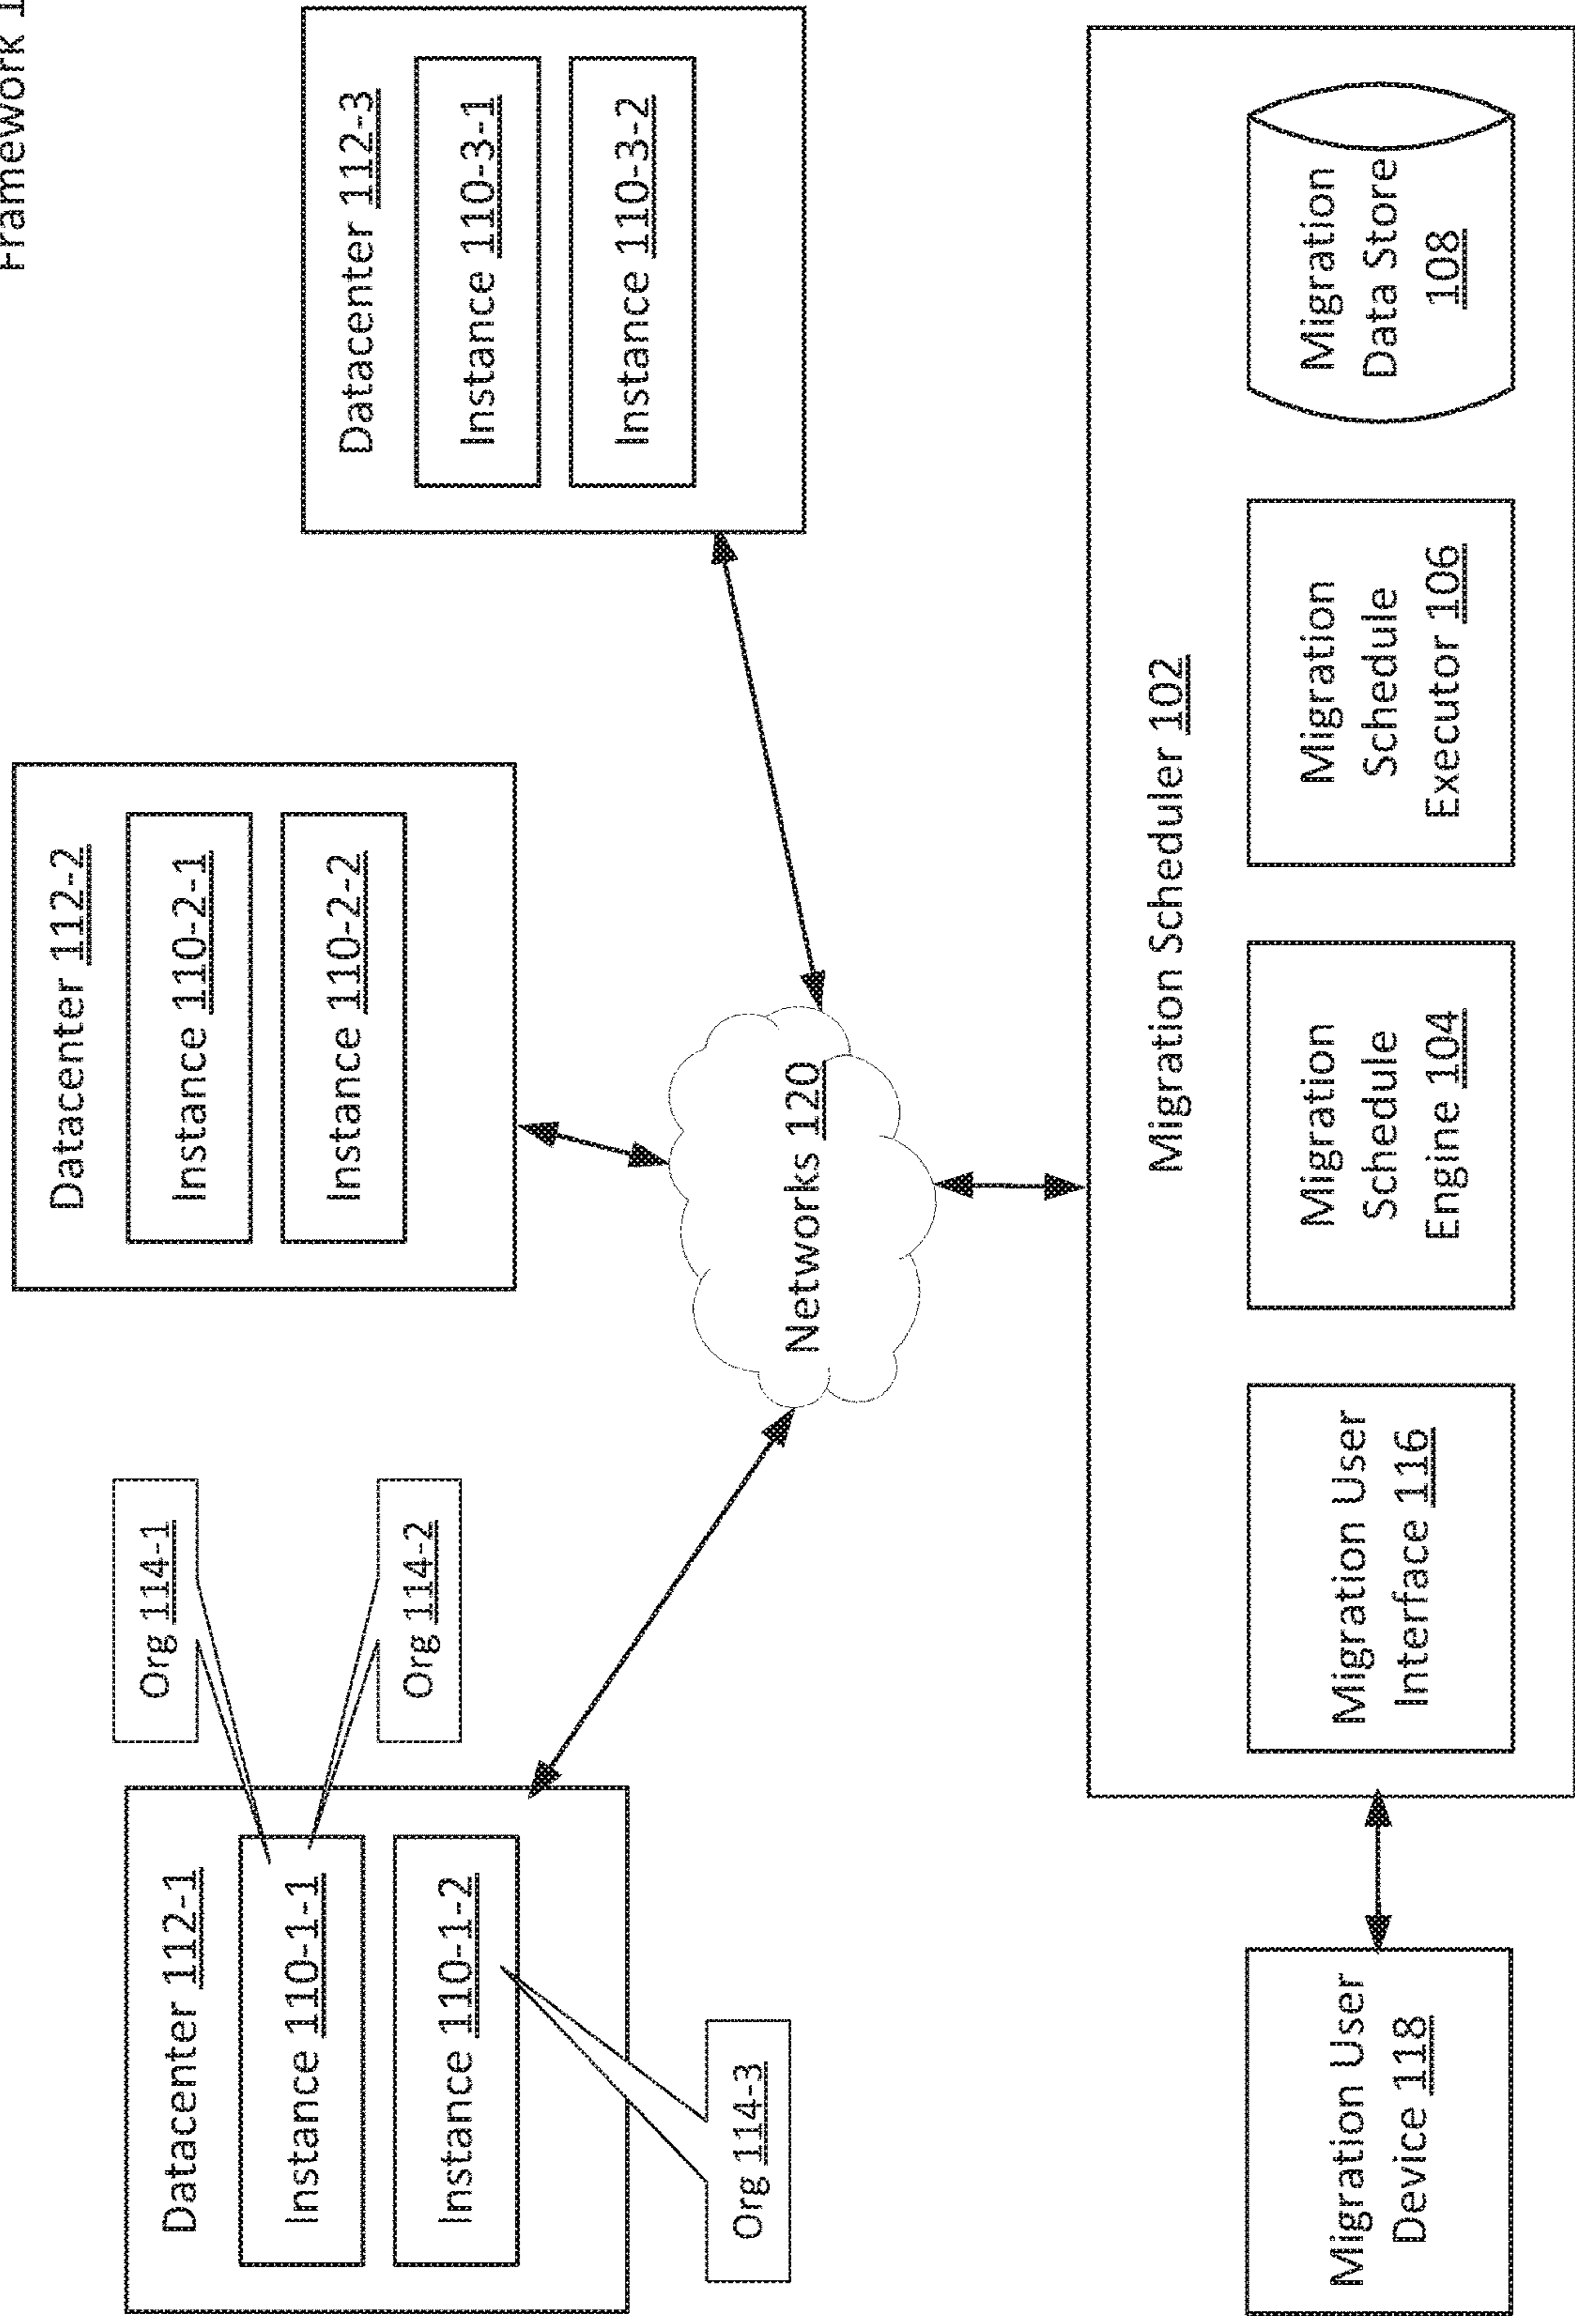 Framework 1
Datacenter 112-1
Instance 110-1-1
Instance 110-1-2
Org 114-1
Org 114-2
Org 114-3
Datacenter 112-2
Instance 110-2-1
Instance 110-2-2
Datacenter 112-3
Instance 110-3-1
Instance 110-3-2
Networks 120
Migration Scheduler 102
Migration User
Interface 116
Migration
Schedule
Engine 104
Migration
Schedule
Executor 106
Migration
Data Store
108
Migration User
Device 118